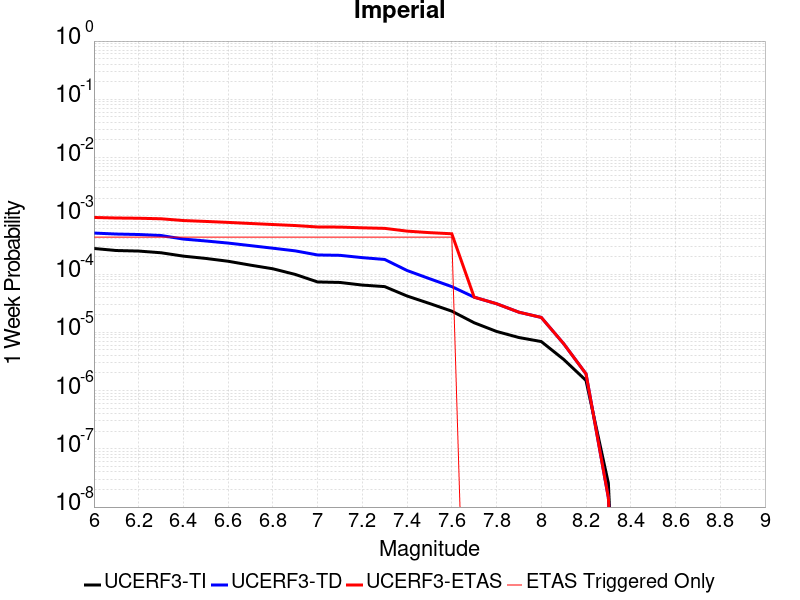 Imperial
10^0
10^-1
10^-2
10^-3
10^-4
10^-5
10^-6
10^-7
10^-8
1 Week Probability
6 6.2 6.4 6.6 6.8 7 7.2 7.4 7.6 7.8 8 8.2 8.4 8.6 8.8 9
Magnitude
UCERF3-TI UCERF3-TD UCERF3-ETAS ETAS Triggered Only